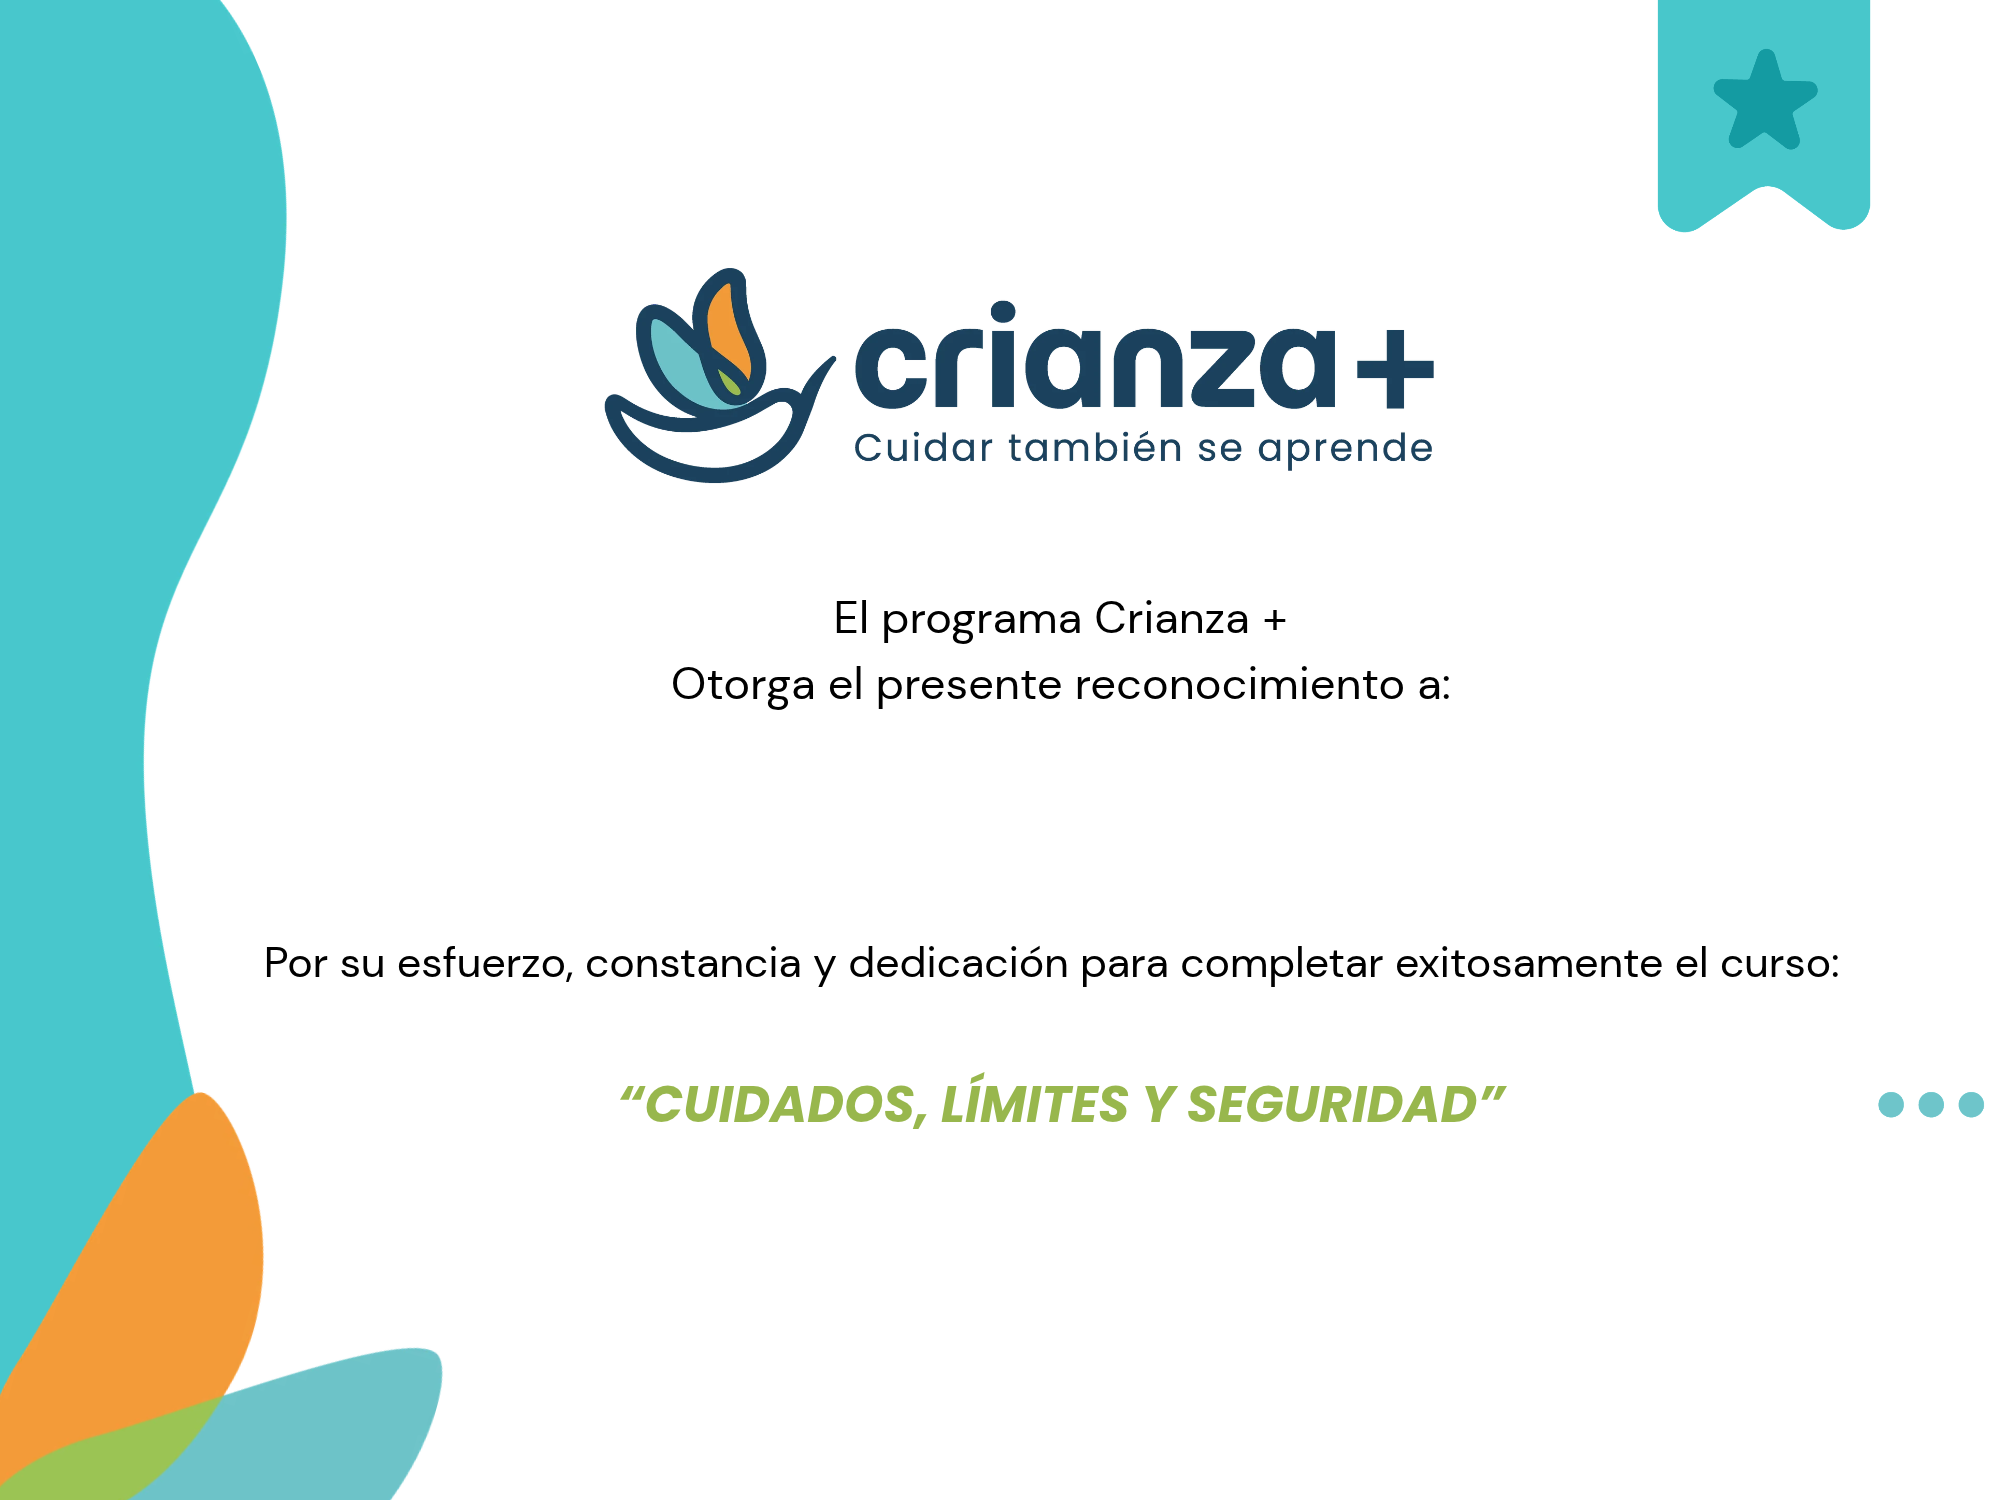 crianza+
Cuidar también se aprende
El programa Crianza +
Otorga el presente reconocimiento a:
Por su esfuerzo, constancia y dedicación para completar exitosamente el curso:
“CUIDADOS, LÍMITES Y SEGURIDAD”